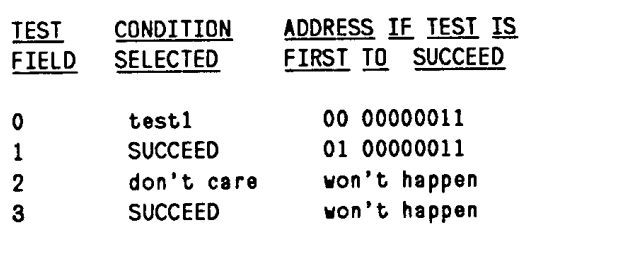 TEST CONDITION ADDRESS IF TEST IS
FIELD SELECTED FIRST TO SUCCEED
0 test1 00 00000011
1 SUCCEED 01 00000011
2 don't care won't happen
3 SUCCEED won't happen